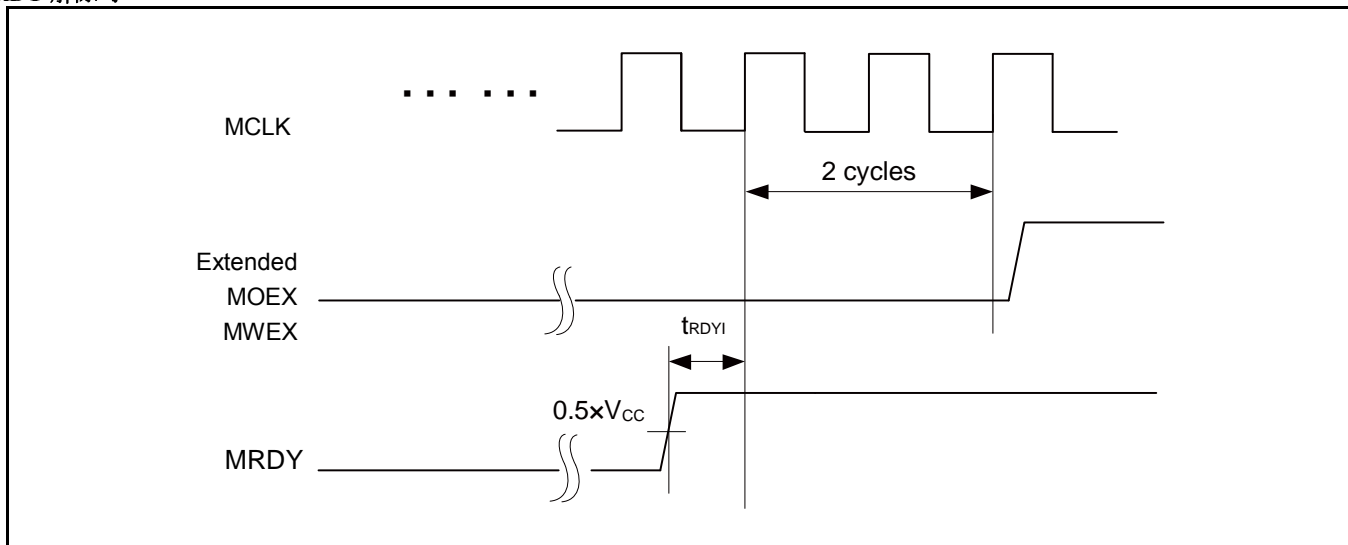 ... ...
MCLK
2 cycles
Extended
MOEX
MWEX
tRDYI
0.5×VCC
MRDY